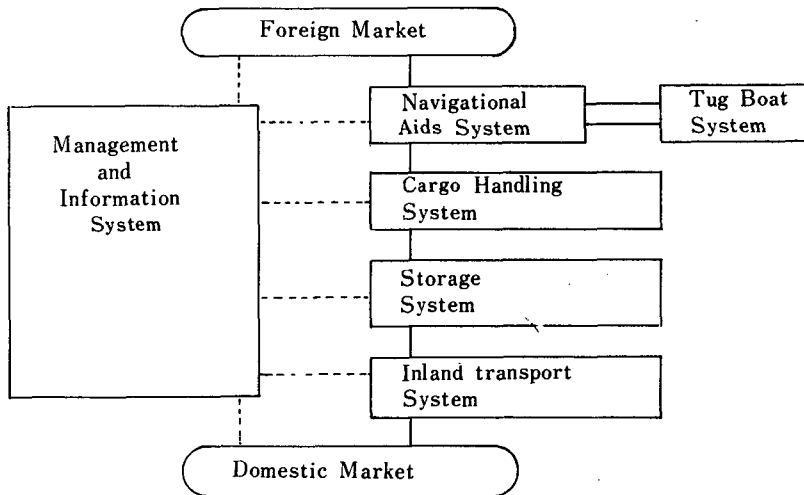 Foreign Market
Navigational
Aids System
Tug Boat
System
Management
and
Information
System
Cargo Handling
System
Storage
System
Inland transport
System
Domestic Market